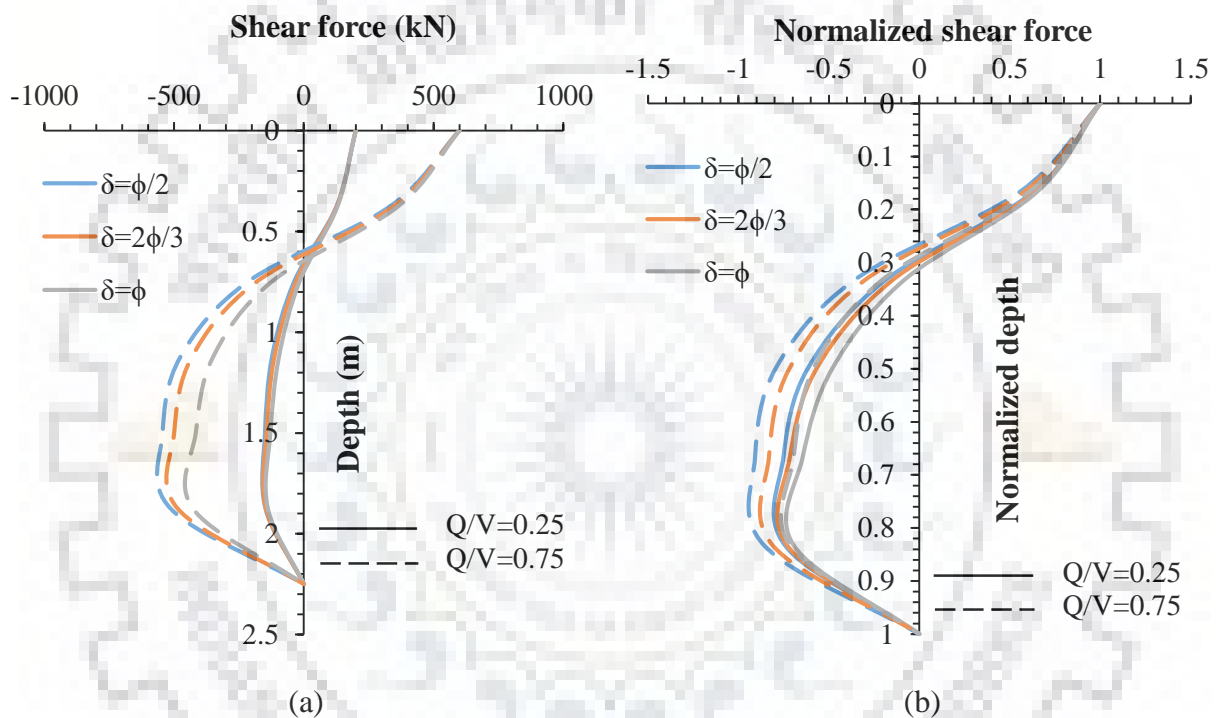 Shear force (kN)
-1000 -500 0 500 1000
0
0.5
1
1.5
2
2.5
Depth (m)
δ=ϕ/2
δ=2ϕ/3
δ=ϕ
Q/V=0.25
Q/V=0.75
(a)
Normalized shear force
-1.5 -1 -0.5 0 0.5 1 1.5
0
0.1
0.2
0.3
0.4
0.5
0.6
0.7
0.8
0.9
1
Normalized depth
δ=ϕ/2
δ=2ϕ/3
δ=ϕ
Q/V=0.25
Q/V=0.75
(b)